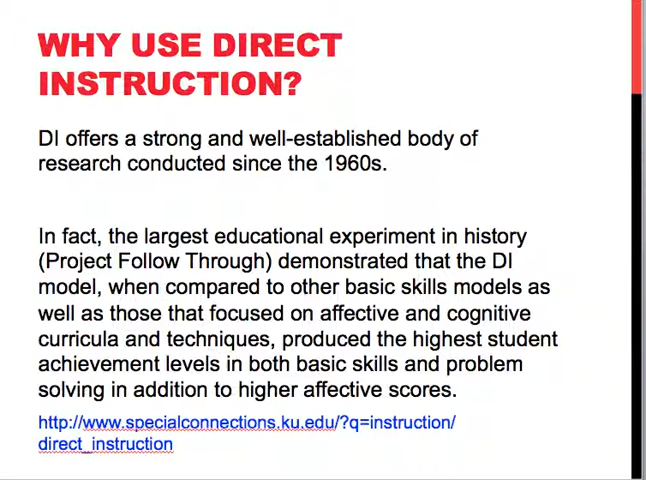 WHY USE DIRECT
INSTRUCTION?
DI offers a strong and well-established body of
research conducted since the 1960s.
In fact, the largest educational experiment in history
(Project Follow Through) demonstrated that the DI
model, when compared to other basic skills models as
well as those that focused on affective and cognitive
curricula and techniques, produced the highest student
achievement levels in both basic skills and problem
solving in addition to higher affective scores.
http://www.specialconnections.ku.edu/?q=instruction/
direct_instruction